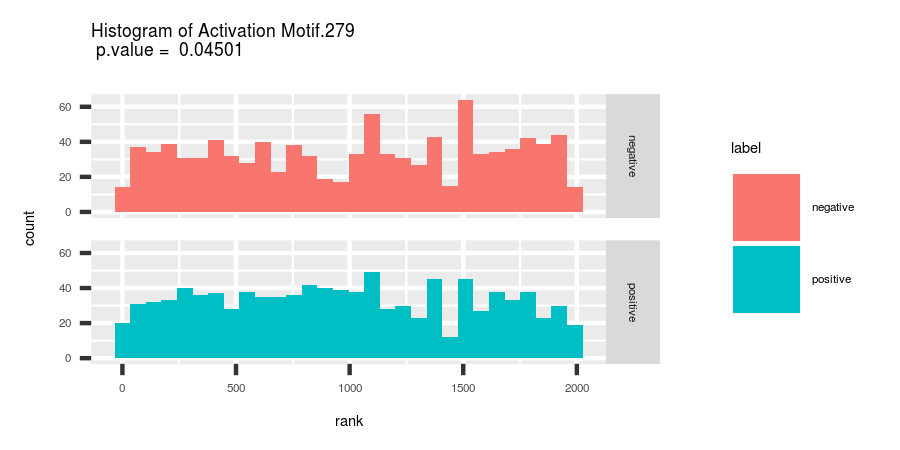 Histogram of Activation Motif.279
p.value = 0.04501
count
60
40
20
0
negative
60
40
20
0
positive
0
500
1000
1500
2000
rank
label
negative
positive